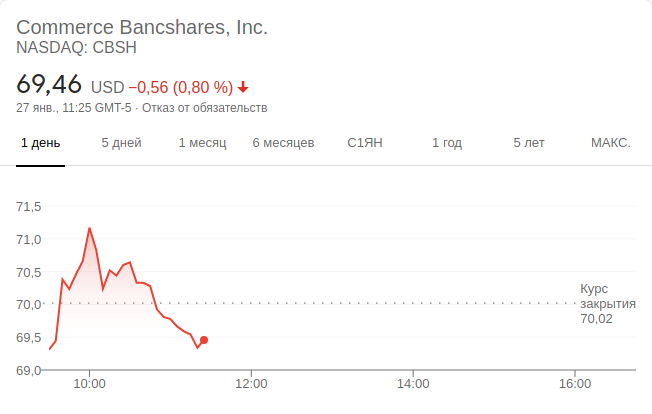 Commerce Bancshares, Inc.
NASDAQ: CBSH
69,46 USD −0,56 (0,80 %)
27 янв., 11:25 GMT-5 · Отказ от обязательств
1 день 5 дней 1 месяц 6 месяцев С1ЯН 1 год 5 лет МАКС.
71,5
71,0
70,5
Курс
70,0 закрытия
70,02
69,5
69,0
10:00 12:00 14:00 16:00